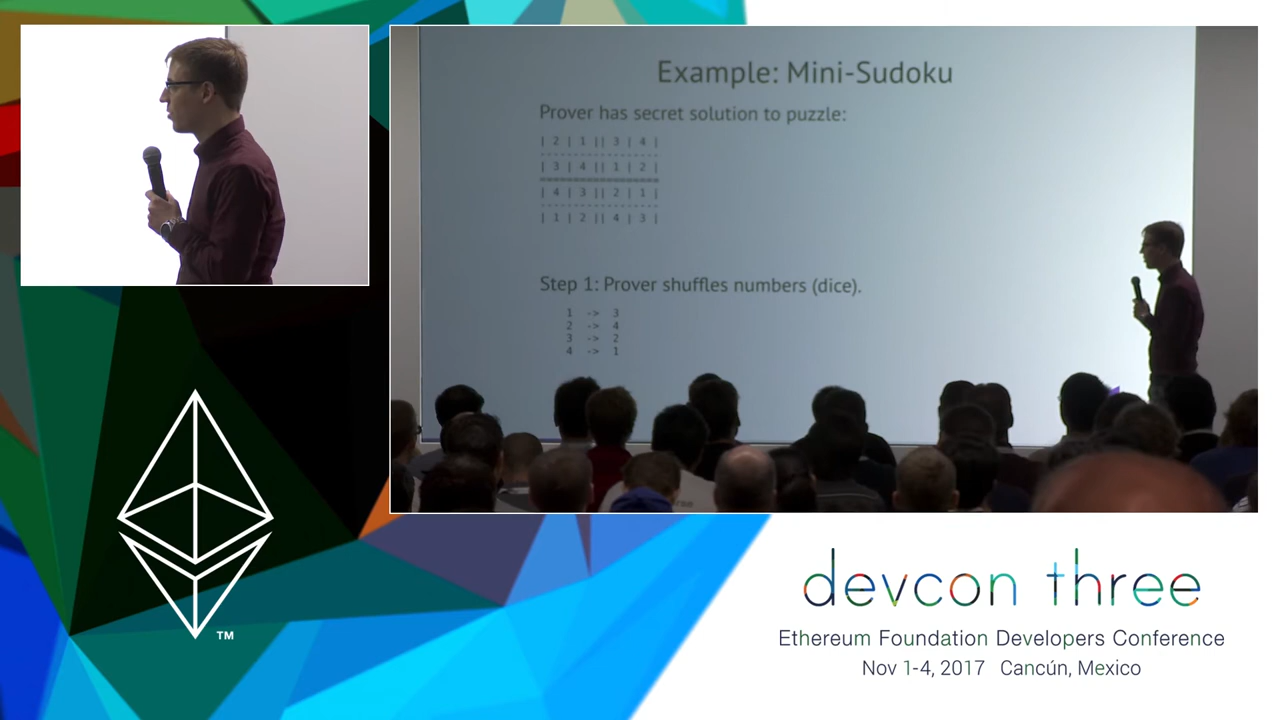 Example: Mini-Sudoku
Prover has secret solution to puzzle:
| 2 | 1 || 3 | 4 |
-----------------
| 3 | 4 || 1 | 2 |
=================
| 4 | 3 || 2 | 1 |
-----------------
| 1 | 2 || 4 | 3 |
Step 1: Prover shuffles numbers (dice).
1 -> 3
2 -> 4
3 -> 2
4 -> 1
TM
devcon three
Ethereum Foundation Developers Conference
Nov 1-4, 2017 Cancún, Mexico